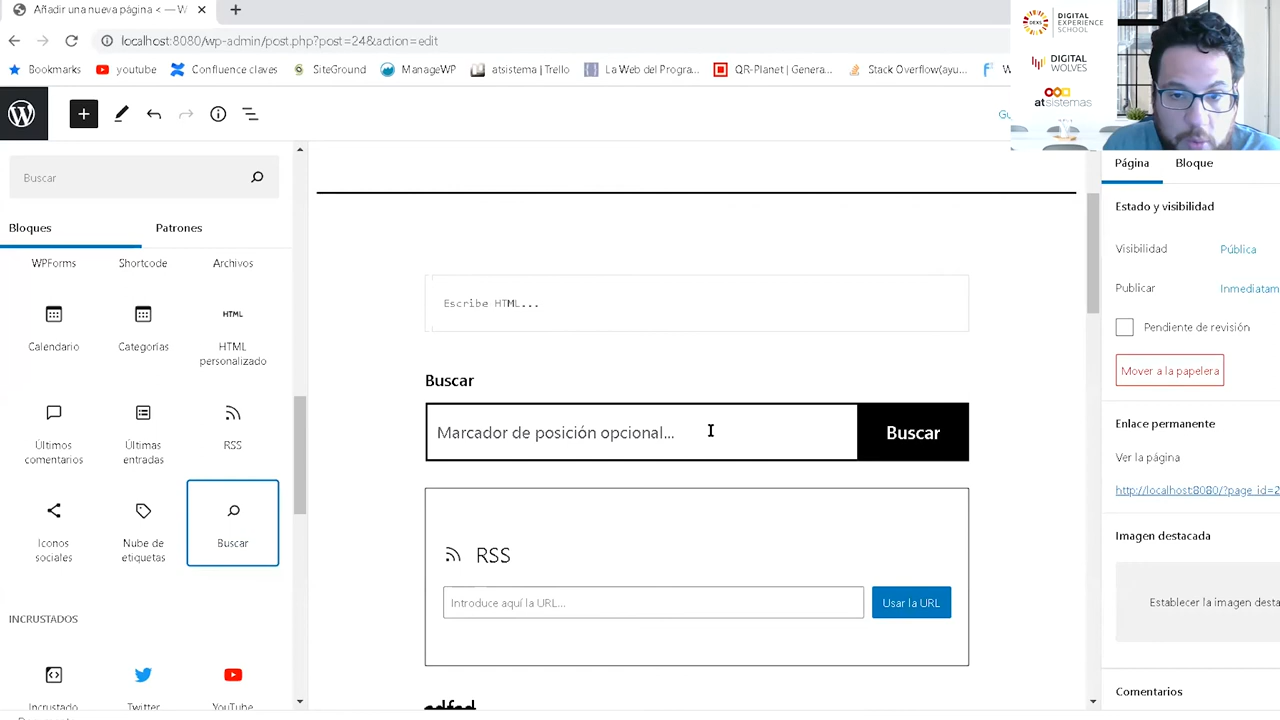 Añadir una nueva página < — W
localhost:8080/wp-admin/post.php?post=24&action=edit
Bookmarks
youtube
Confluence claves
SiteGround
ManageWP
atsistema | Trello
La Web del Progra...
QR-Planet | Genera...
Stack Overflow(ayu...
W
DEXS
DIGITAL
EXPERIENCE
SCHOOL
DIGITAL
WOLVES
atsistemas
Buscar
Bloques
Patrones
WPForms
Shortcode
Archivos
Calendario
Categorías
HTML
HTML
personalizado
Últimos
comentarios
Últimas
entradas
RSS
Iconos
sociales
Nube de
etiquetas
Buscar
INCRUSTADOS
Incrustado
Twitter
YouTube
Escribe HTML...
Buscar
Marcador de posición opcional...
Buscar
RSS
Introduce aquí la URL...
Usar la URL
Página
Bloque
Estado y visibilidad
Visibilidad
Pública
Publicar
Inmediatam
Pendiente de revisión
Mover a la papelera
Enlace permanente
Ver la página
http://localhost:8080/?page_id=2
Imagen destacada
Establecer la imagen desta
Comentarios